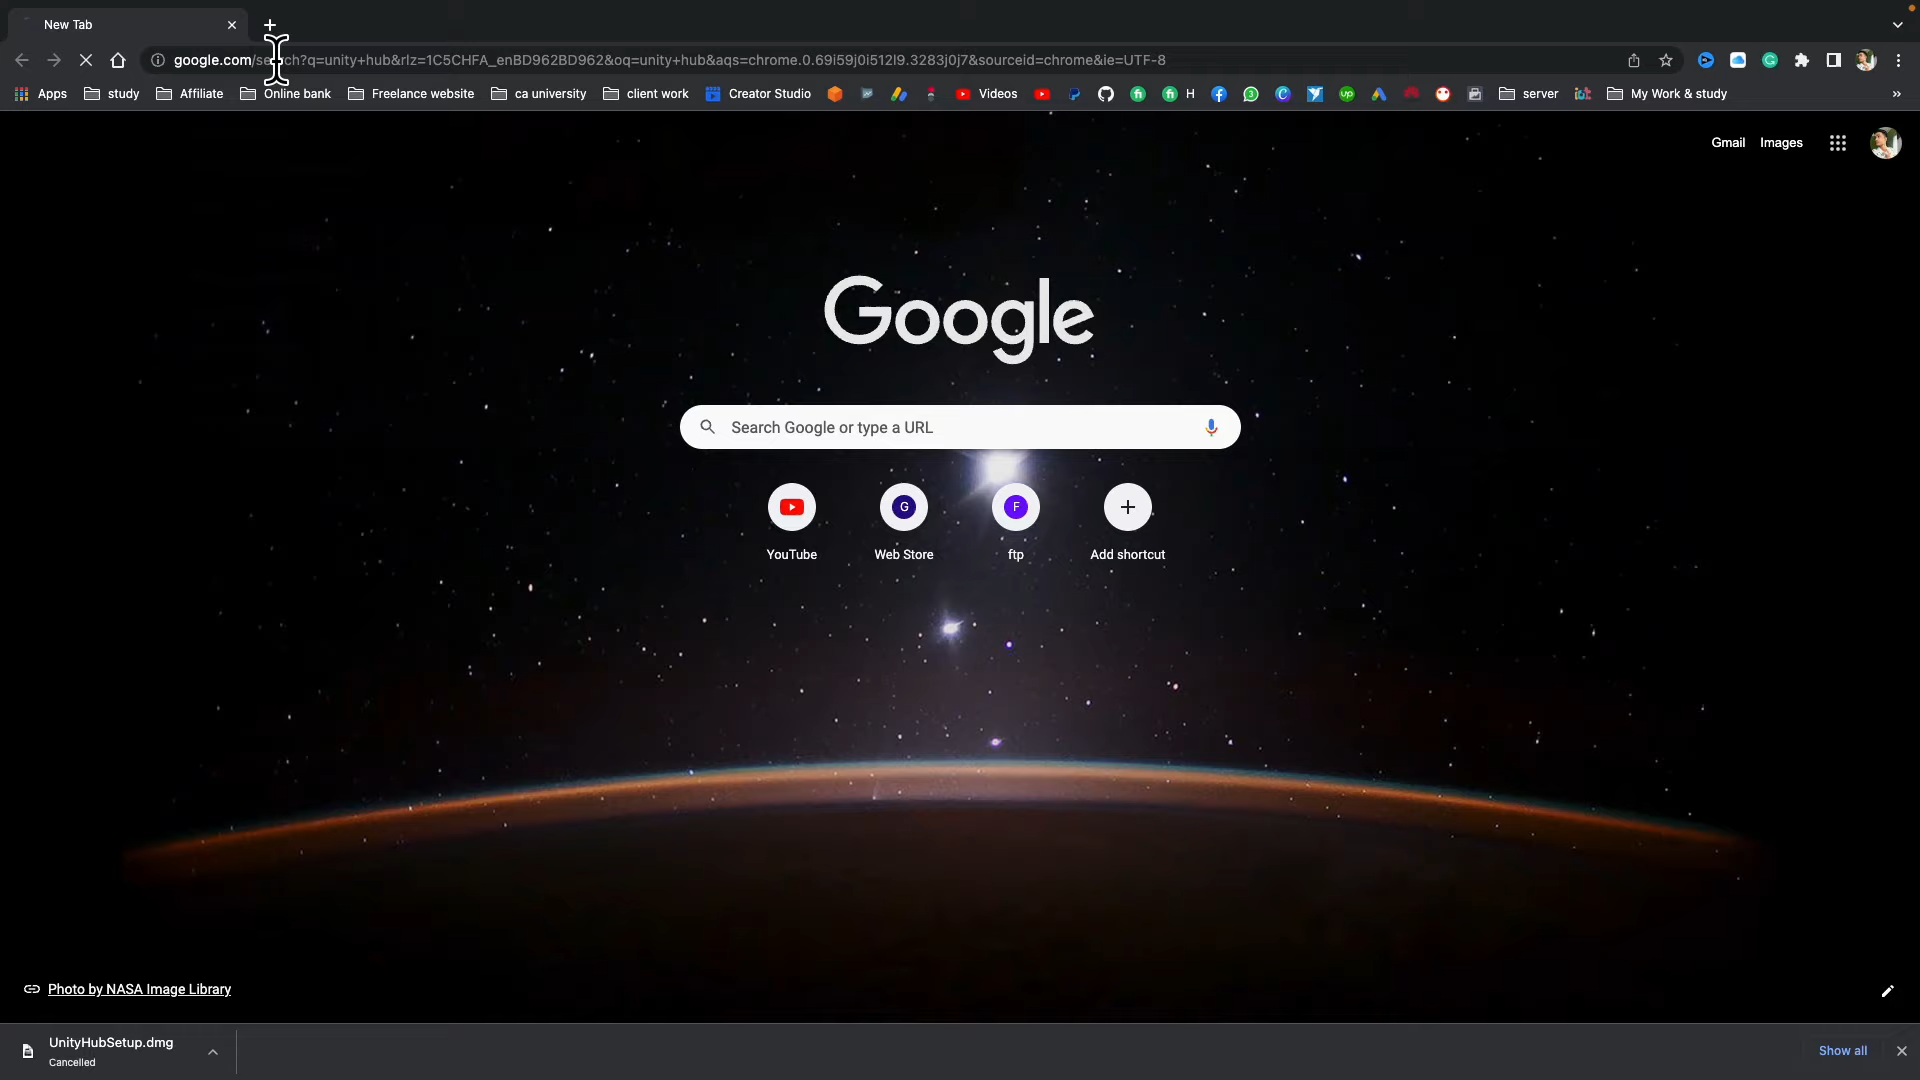 New Tab
google.com/search?q=unity+hub&rlz=1C5CHFA_enBD962BD962&oq=unity+hub&aqs=chrome.0.69i59j0i512l9.3283j0j7&sourceid=chrome&ie=UTF-8
Apps study Affiliate Online bank Freelance website ca university client work Creator Studio Videos H server My Work & study
Gmail Images
Google
Search Google or type a URL
G F
YouTube Web Store ftp Add shortcut
Photo by NASA Image Library
UnityHubSetup.dmg
Cancelled
Show all